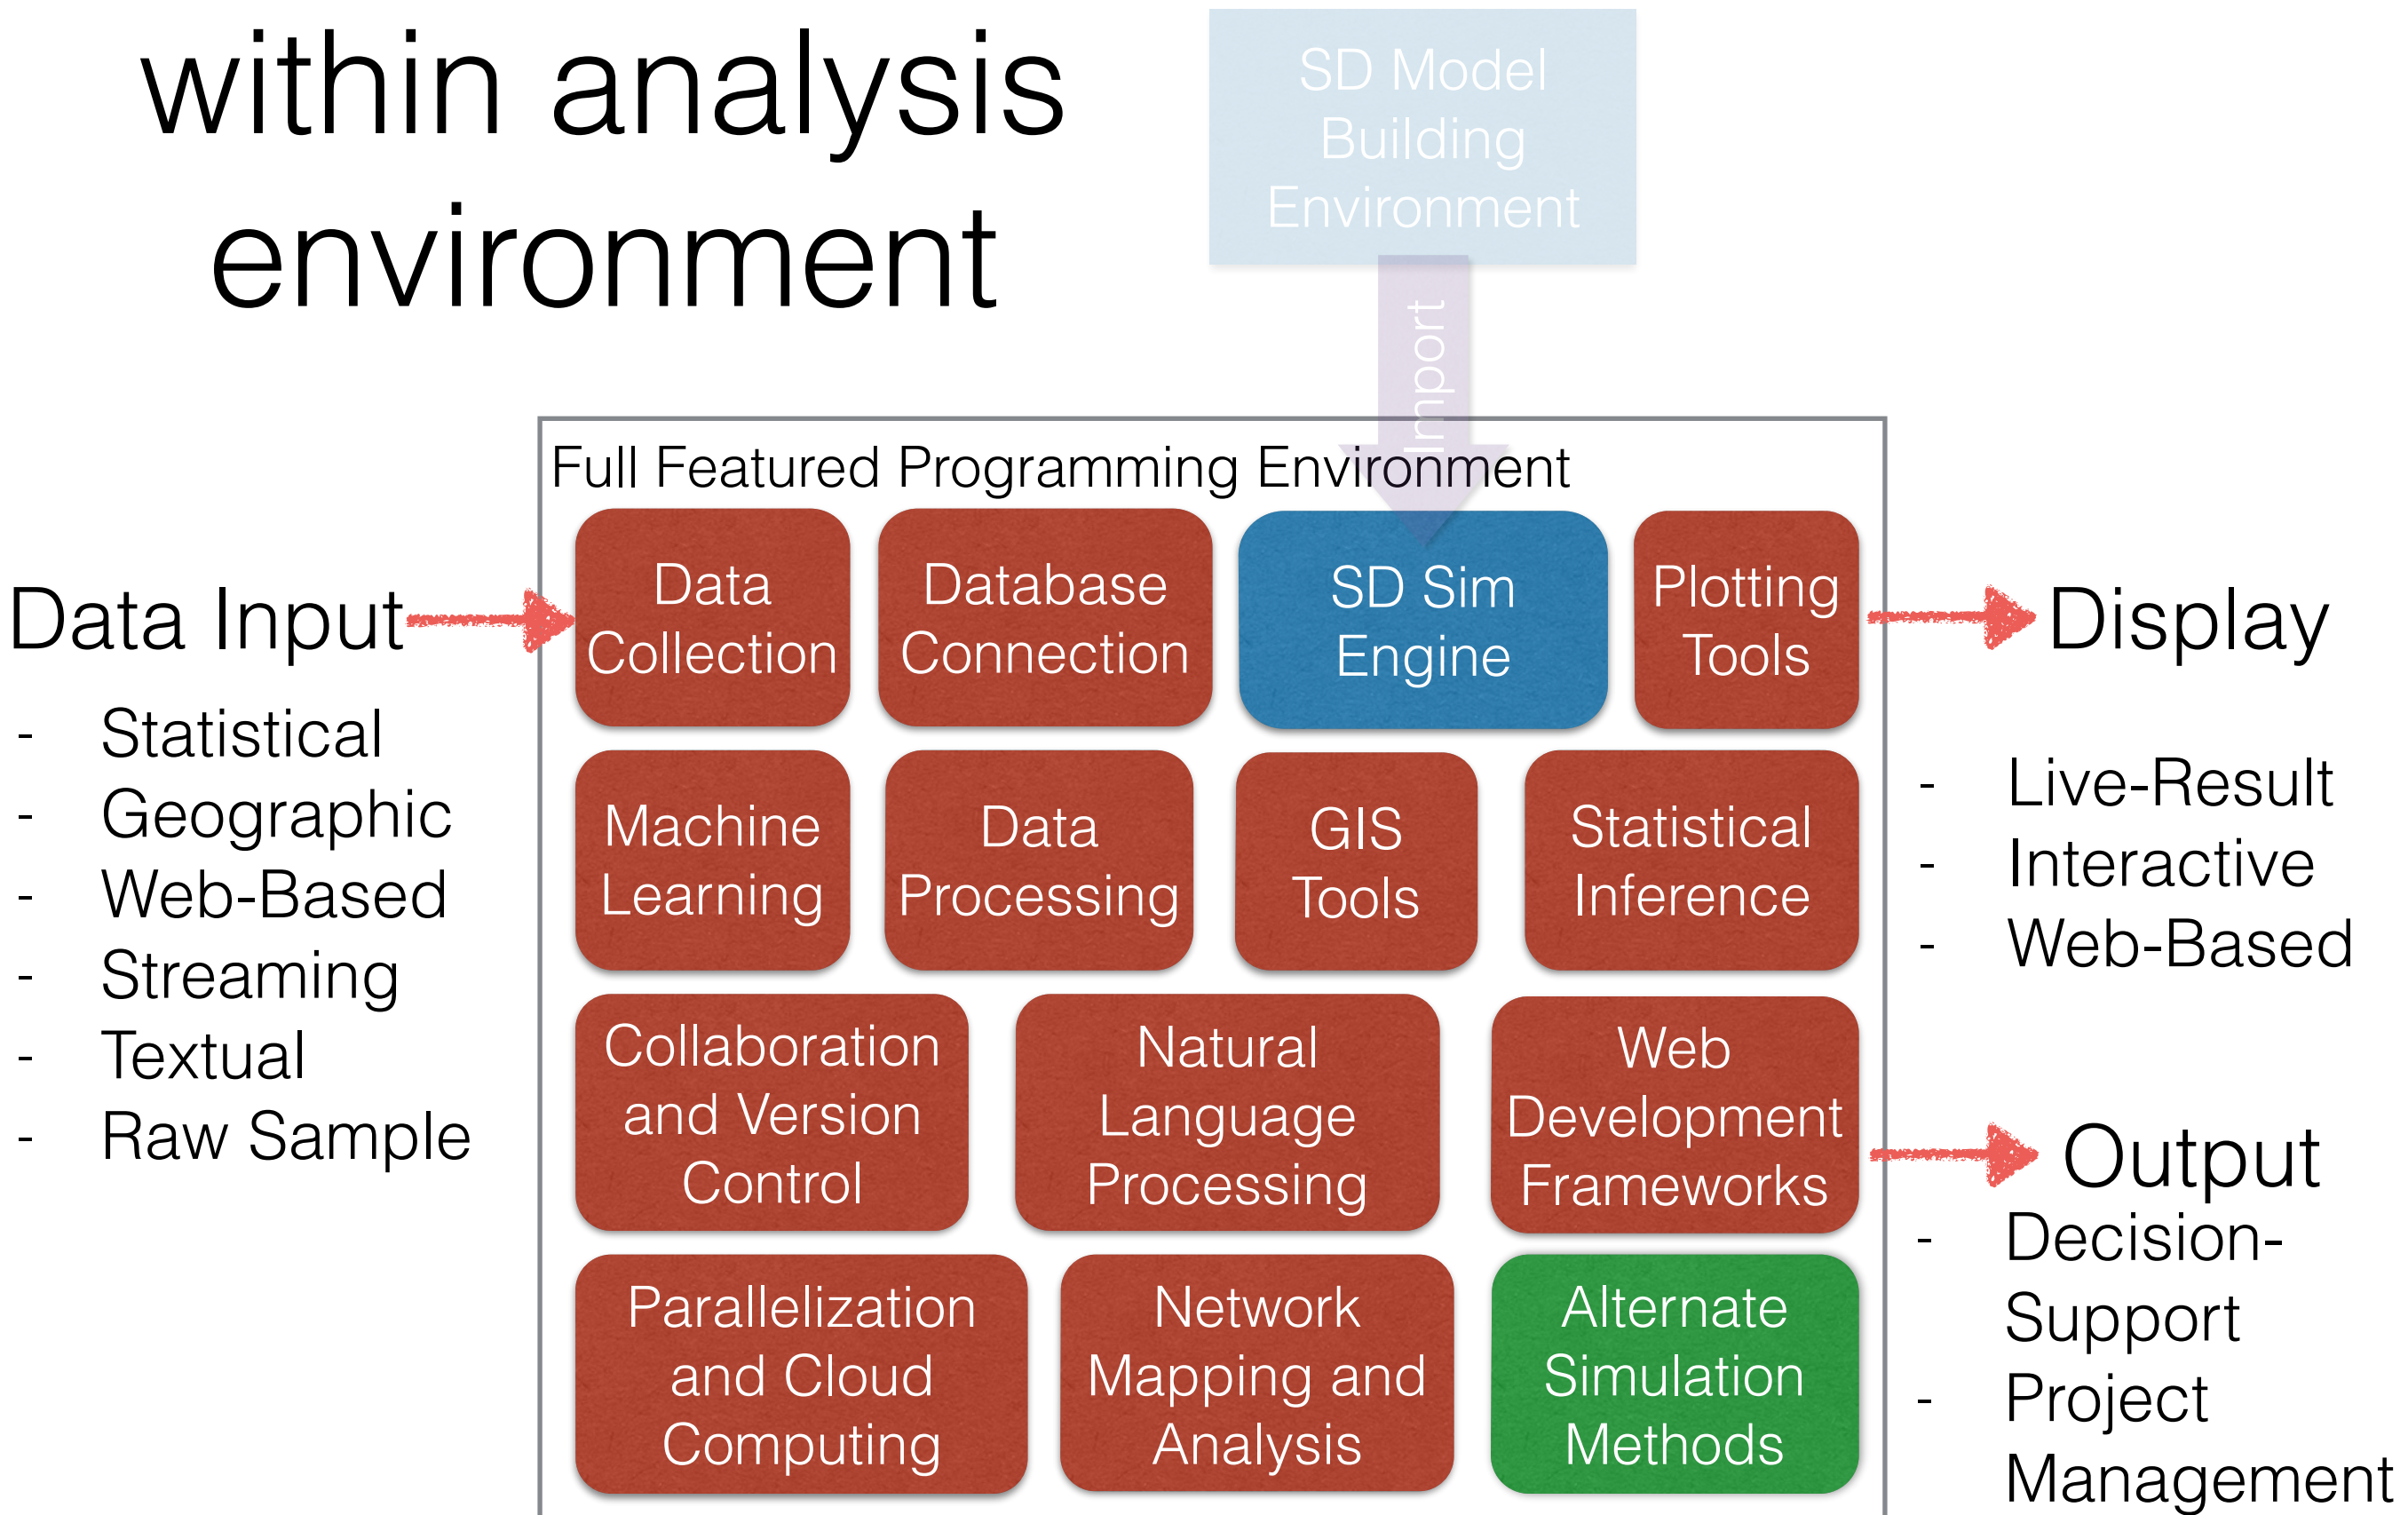 within analysis
environment
SD Model
Building
Environment
Import
Full Featured Programming Environment
Data Input
- Statistical
- Geographic
- Web-Based
- Streaming
- Textual
- Raw Sample
Data
Collection
Database
Connection
SD Sim
Engine
Plotting
Tools
Machine
Learning
Data
Processing
GIS
Tools
Statistical
Inference
Collaboration
and Version
Control
Natural
Language
Processing
Web
Development
Frameworks
Parallelization
and Cloud
Computing
Network
Mapping and
Analysis
Alternate
Simulation
Methods
Display
- Live-Result
- Interactive
- Web-Based
Output
- Decision-
Support
- Project
Management